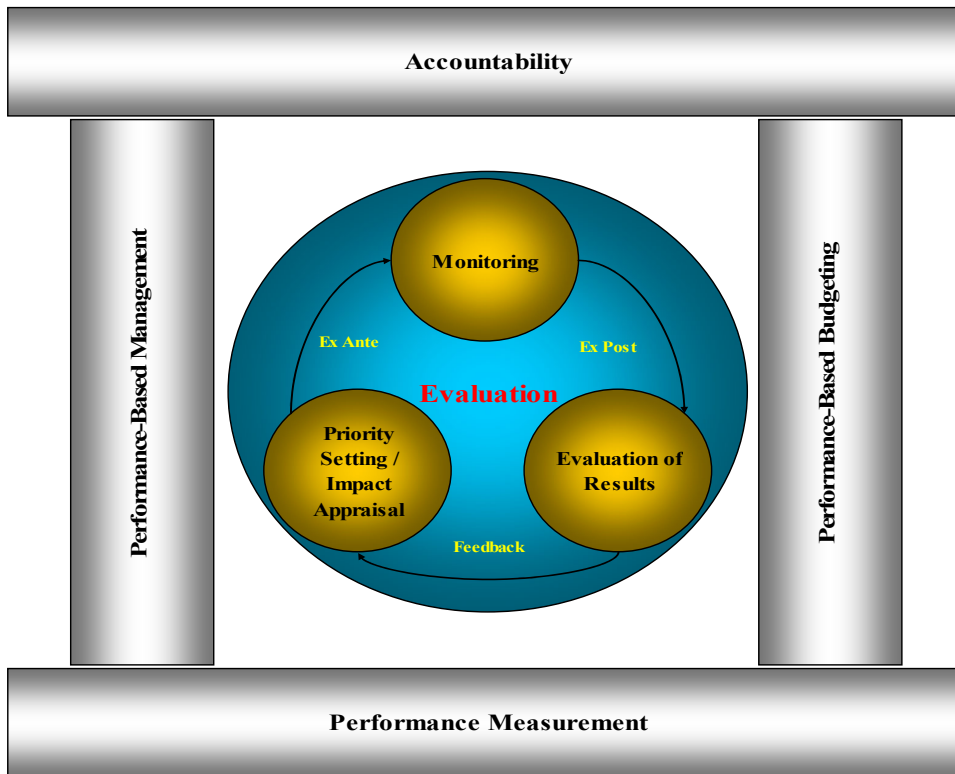 Accountability
Performance-Based Management
Monitoring
Ex Ante
Ex Post
Evaluation
Priority
Setting /
Impact
Appraisal
Evaluation of
Results
Feedback
Performance-Based Budgeting
Performance Measurement